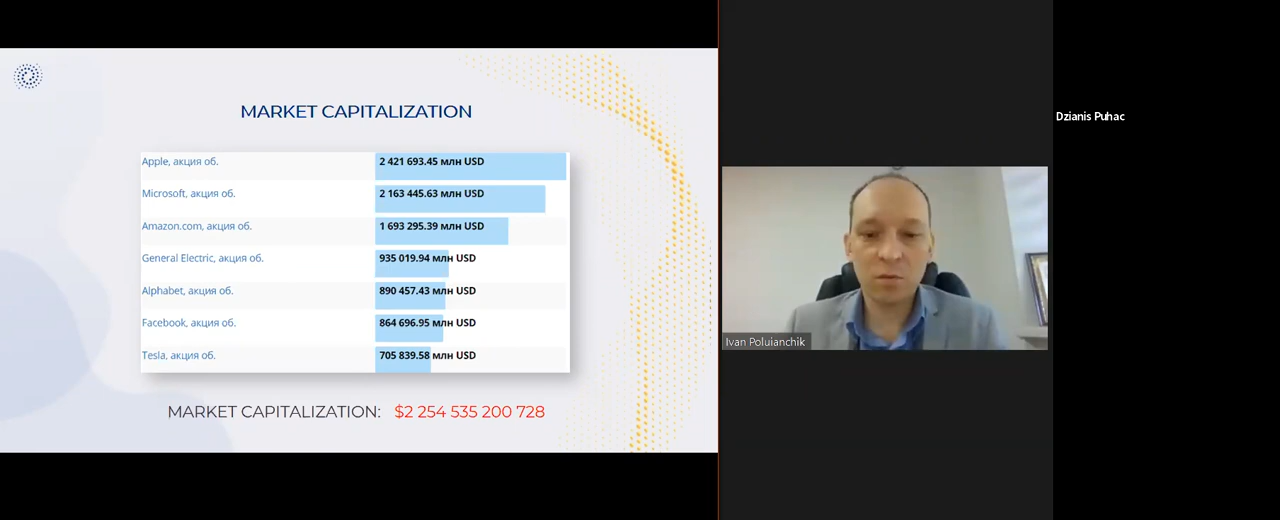 MARKET CAPITALIZATION
Apple, акция об. 2 421 693.45 млн USD
Microsoft, акция об. 2 163 445.63 млн USD
Amazon.com, акция об. 1 693 295.39 млн USD
General Electric, акция об. 935 019.94 млн USD
Alphabet, акция об. 890 457.43 млн USD
Facebook, акция об. 864 696.95 млн USD
Tesla, акция об. 705 839.58 млн USD
MARKET CAPITALIZATION: $2 254 535 200 728
Ivan Poluianchik
Dzianis Puhac